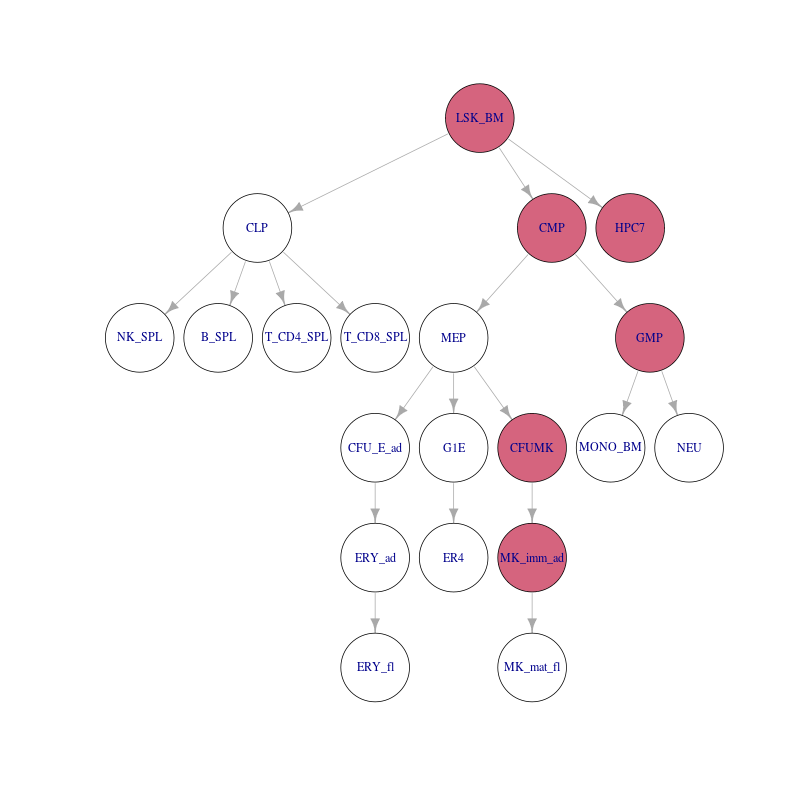 LSK_BM
CLP
CMP
HPC7
NK_SPL
B_SPL
T_CD4_SPL
T_CD8_SPL
MEP
GMP
CFU_E_ad
G1E
CFUMK
MONO_BM
NEU
ERY_ad
ER4
MK_imm_ad
ERY_fl
MK_mat_fl